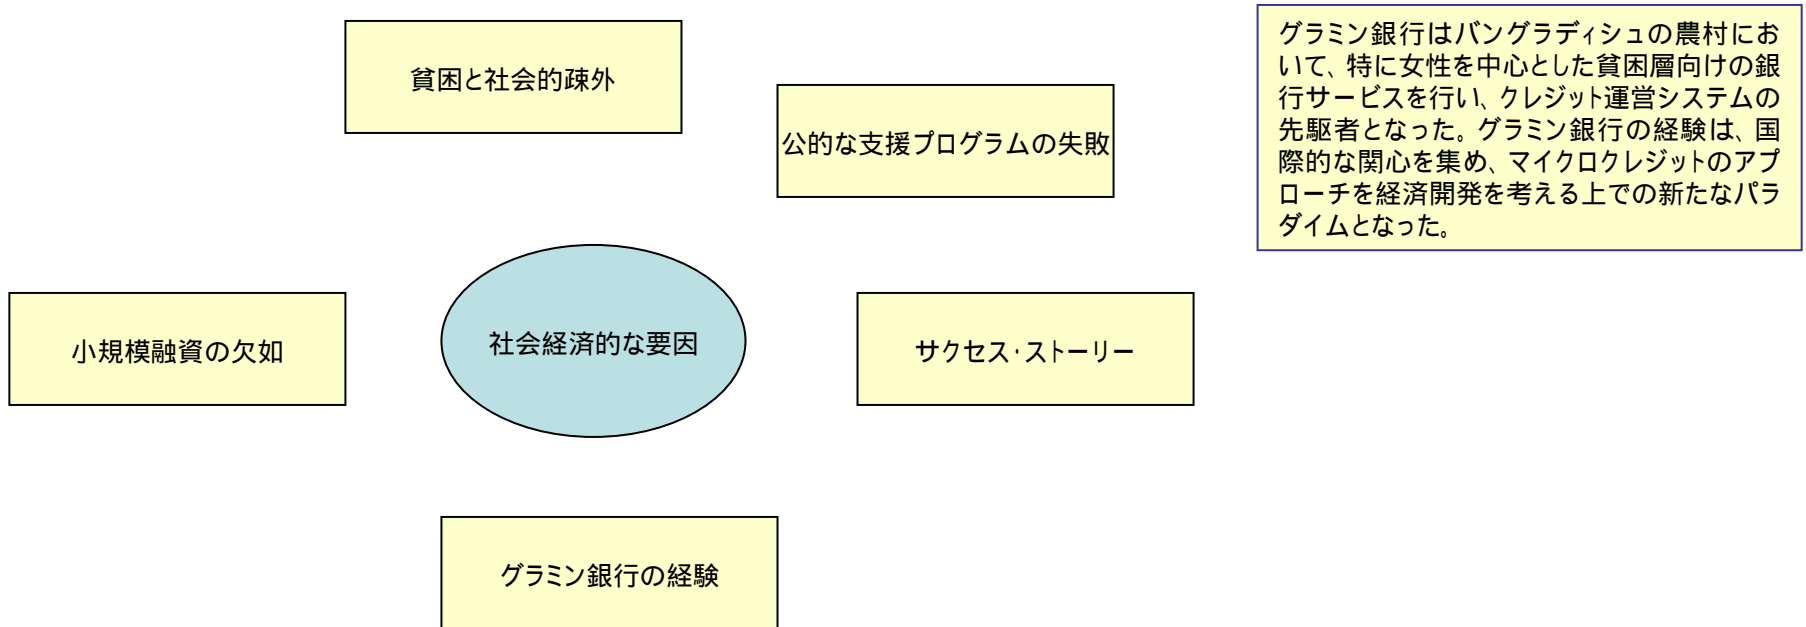 貧困と社会的疎外
公的な支援プログラムの失敗
グラミン銀行はバングラディシュの農村にお
いて、特に女性を中心とした貧困層向けの銀
行サービスを行い、クレジット運営システムの
先駆者となった。グラミン銀行の経験は、国
際的な関心を集め、マイクロクレジットのアプ
ローチを経済開発を考える上での新たなパラ
ダイムとなった。
小規模融資の欠如
社会経済的な要因
サクセス・ストーリー
グラミン銀行の経験